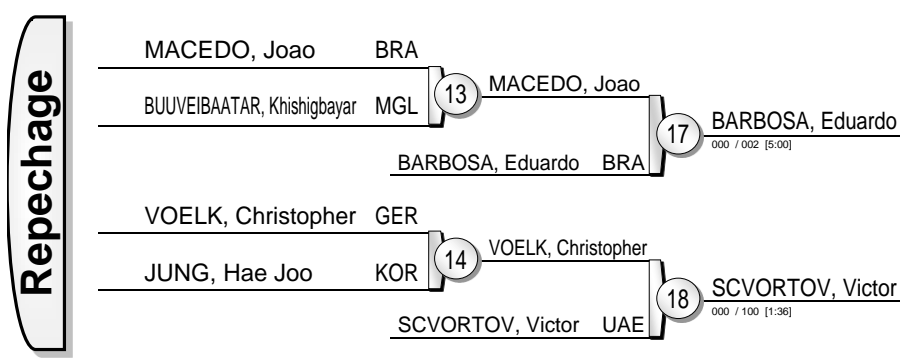 Repechage
MACEDO, Joao BRA
BUUVEIBAATAR, Khishigbayar MGL
13
MACEDO, Joao
BARBOSA, Eduardo BRA
17
BARBOSA, Eduardo
000 / 002 [5:00]
VOELK, Christopher GER
JUNG, Hae Joo KOR
14
VOELK, Christopher
SCVORTOV, Victor UAE
18
SCVORTOV, Victor
000 / 100 [1:36]